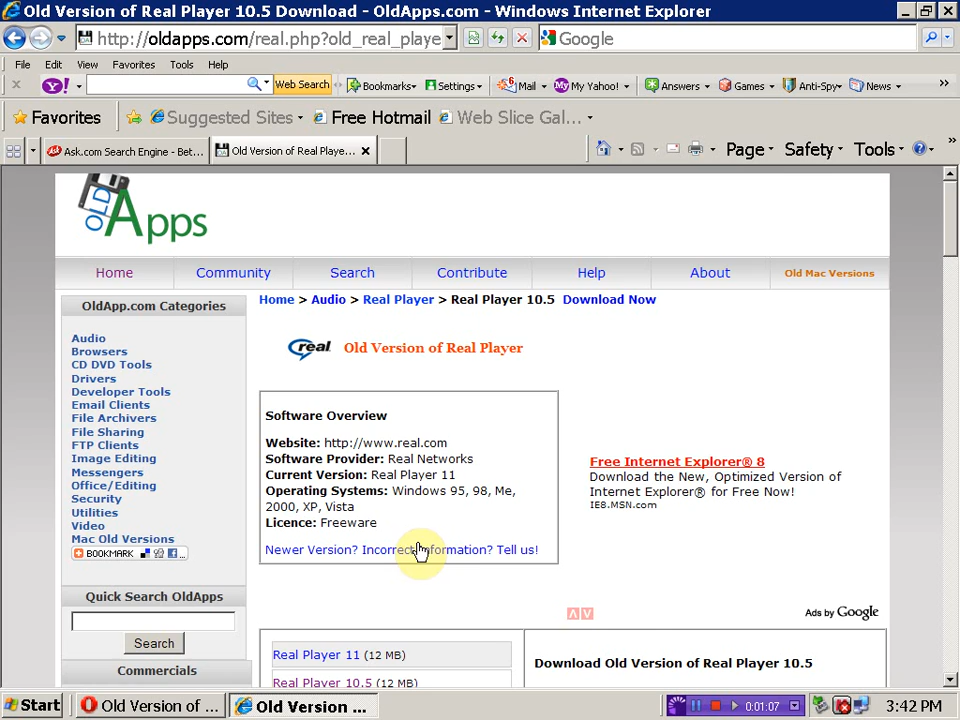 Old Version of Real Player 10.5 Download - OldApps.com - Windows Internet Explorer
http://oldapps.com/real.php?old_real_playe
Google
File Edit View Favorites Tools Help
Y! Web Search Bookmarks Settings 6 Mail My Yahoo! Answers Games Anti-Spy News
Favorites Suggested Sites Free Hotmail Web Slice Gal...
Ask.com Search Engine - Bet... Old Version of Real Playe... Page Safety Tools
OLD Apps
Home Community Search Contribute Help About Old Mac Versions
OldApp.com Categories
Audio
Browsers
CD DVD Tools
Drivers
Developer Tools
Email Clients
File Archivers
File Sharing
FTP Clients
Image Editing
Messengers
Office/Editing
Security
Utilities
Video
Mac Old Versions
BOOKMARK
Quick Search OldApps
Search
Commercials
Home > Audio > Real Player > Real Player 10.5 Download Now
real Old Version of Real Player
Software Overview
Website: http://www.real.com
Software Provider: Real Networks
Current Version: Real Player 11
Operating Systems: Windows 95, 98, Me,
2000, XP, Vista
Licence: Freeware
Newer Version? Incorrect Information? Tell us!
Free Internet Explorer® 8
Download the New, Optimized Version of
Internet Explorer® for Free Now!
IE8.MSN.com
Ads by Google
Real Player 11 (12 MB)
Real Player 10.5 (12 MB)
Download Old Version of Real Player 10.5
Start Old Version of ... Old Version ... 0:01:07 3:42 PM